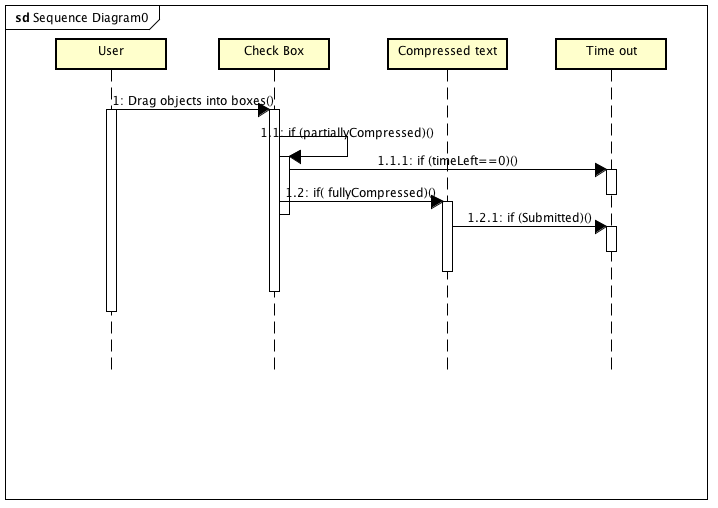 sd Sequence Diagram0
User
Check Box
Compressed text
Time out
1: Drag objects into boxes()
1.1: if (partiallyCompressed)()
1.1.1: if (timeLeft==0)()
1.2: if( fullyCompressed)()
1.2.1: if (Submitted)()